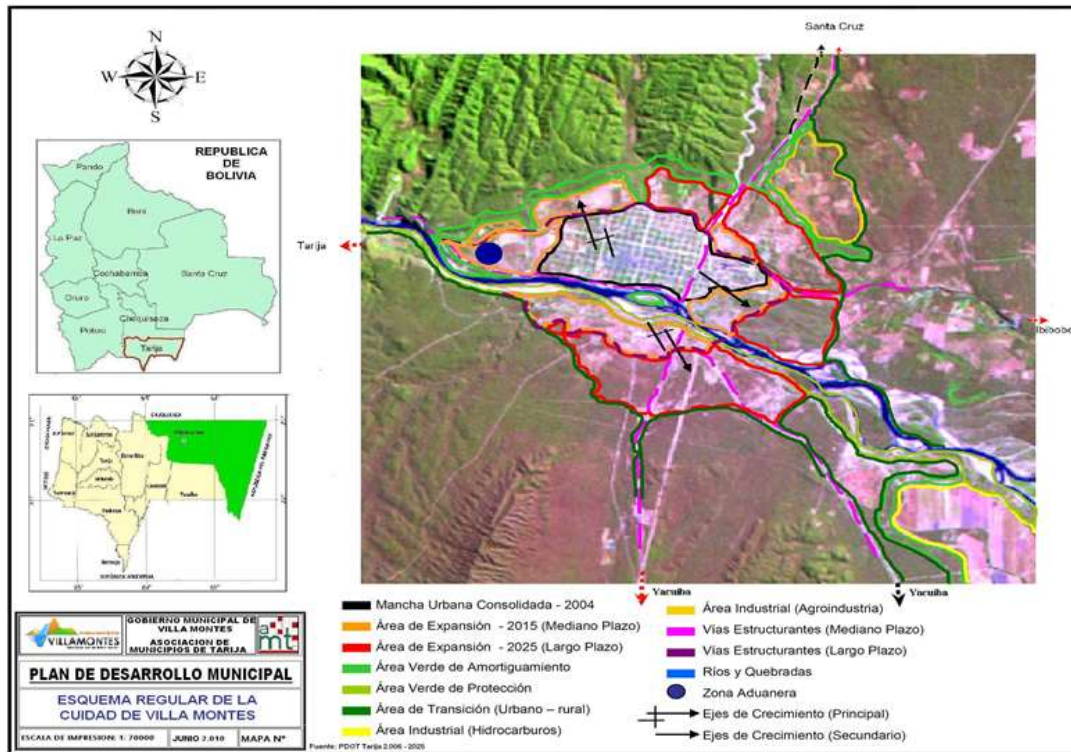 N
W E
S
REPUBLICA
DE
BOLIVIA
Pando
Beni
La Paz
Cochabamba
Santa Cruz
Oruro
Chuquisaca
Potosi
Tarija
Santa Cruz
Tarija
Ibibobo
Yacuiba
Yacuiba
Mancha Urbana Consolidada - 2004
Área de Expansión - 2015 (Mediano Plazo)
Área de Expansión - 2025 (Largo Plazo)
Área Verde de Amortiguamiento
Área Verde de Protección
Área de Transición (Urbano – rural)
Área Industrial (Hidrocarburos)
Área Industrial (Agroindustria)
Vías Estructurantes (Mediano Plazo)
Vías Estructurantes (Largo Plazo)
Ríos y Quebradas
Zona Aduanera
Ejes de Crecimiento (Principal)
Ejes de Crecimiento (Secundario)
Fuente: PDOT Tarija 2.006 - 2025
VILLAMONTES
GOBIERNO MUNICIPAL DE
VILLA MONTES
ASOCIACION DE
MUNICIPIOS DE TARIJA
amt
PLAN DE DESARROLLO MUNICIPAL
ESQUEMA REGULAR DE LA
CUIDAD DE VILLA MONTES
ESCALA DE IMPRESION: 1: 70000
JUNIO 2.010
MAPA Nº